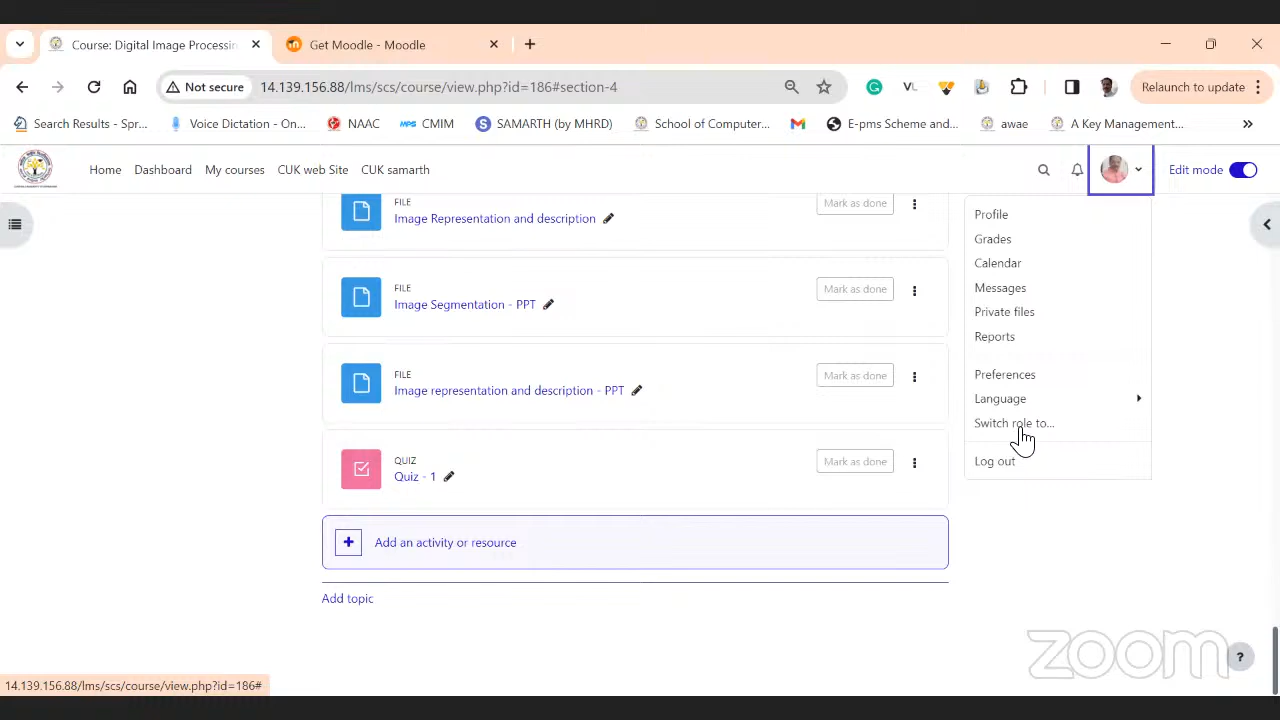 Course: Digital Image Processin
Get Moodle - Moodle
Not secure
14.139.156.88/lms/scs/course/view.php?id=186#section-4
VL
Relaunch to update
Search Results - Spr...
Voice Dictation - On...
NAAC
MPS CMIM
S SAMARTH (by MHRD)
School of Computer...
E-pms Scheme and...
awae
A Key Management...
Home
Dashboard
My courses
CUK web Site
CUK samarth
Edit mode
FILE
Image Representation and description
Mark as done
FILE
Image Segmentation - PPT
Mark as done
FILE
Image representation and description - PPT
Mark as done
QUIZ
Quiz - 1
Mark as done
Add an activity or resource
Add topic
Profile
Grades
Calendar
Messages
Private files
Reports
Preferences
Language
Switch role to...
Log out
zoom
?
14.139.156.88/lms/scs/course/view.php?id=186#